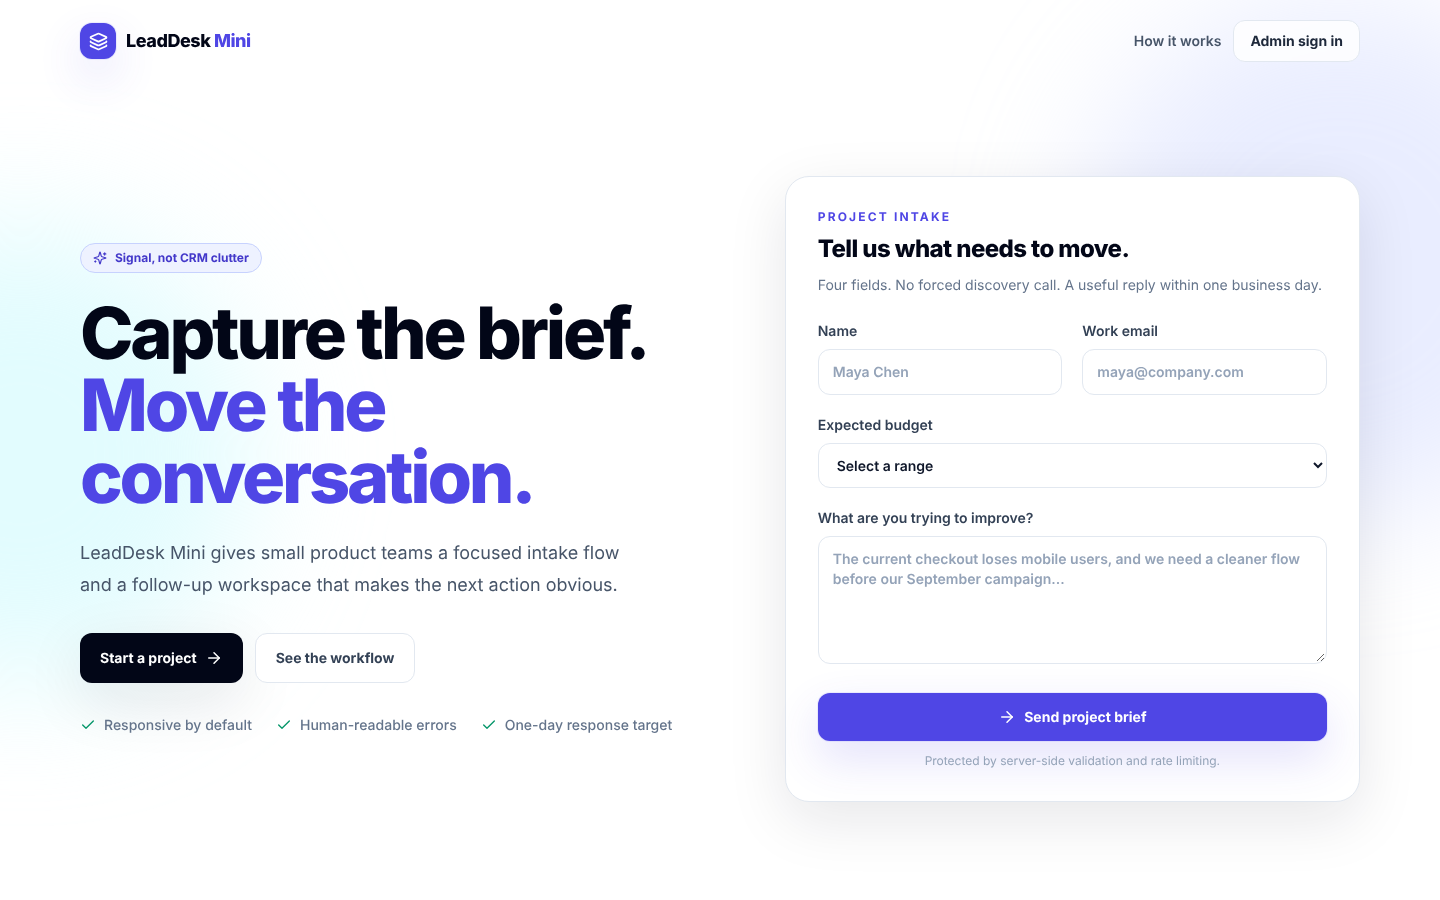 LeadDesk Mini
How it works
Admin sign in
Signal, not CRM clutter
Capture the brief.
Move the
conversation.
LeadDesk Mini gives small product teams a focused intake flow
and a follow-up workspace that makes the next action obvious.
Start a project
See the workflow
Responsive by default
Human-readable errors
One-day response target
PROJECT INTAKE
Tell us what needs to move.
Four fields. No forced discovery call. A useful reply within one business day.
Name
Work email
Maya Chen
maya@company.com
Expected budget
Select a range
What are you trying to improve?
The current checkout loses mobile users, and we need a cleaner flow
before our September campaign...
Send project brief
Protected by server-side validation and rate limiting.